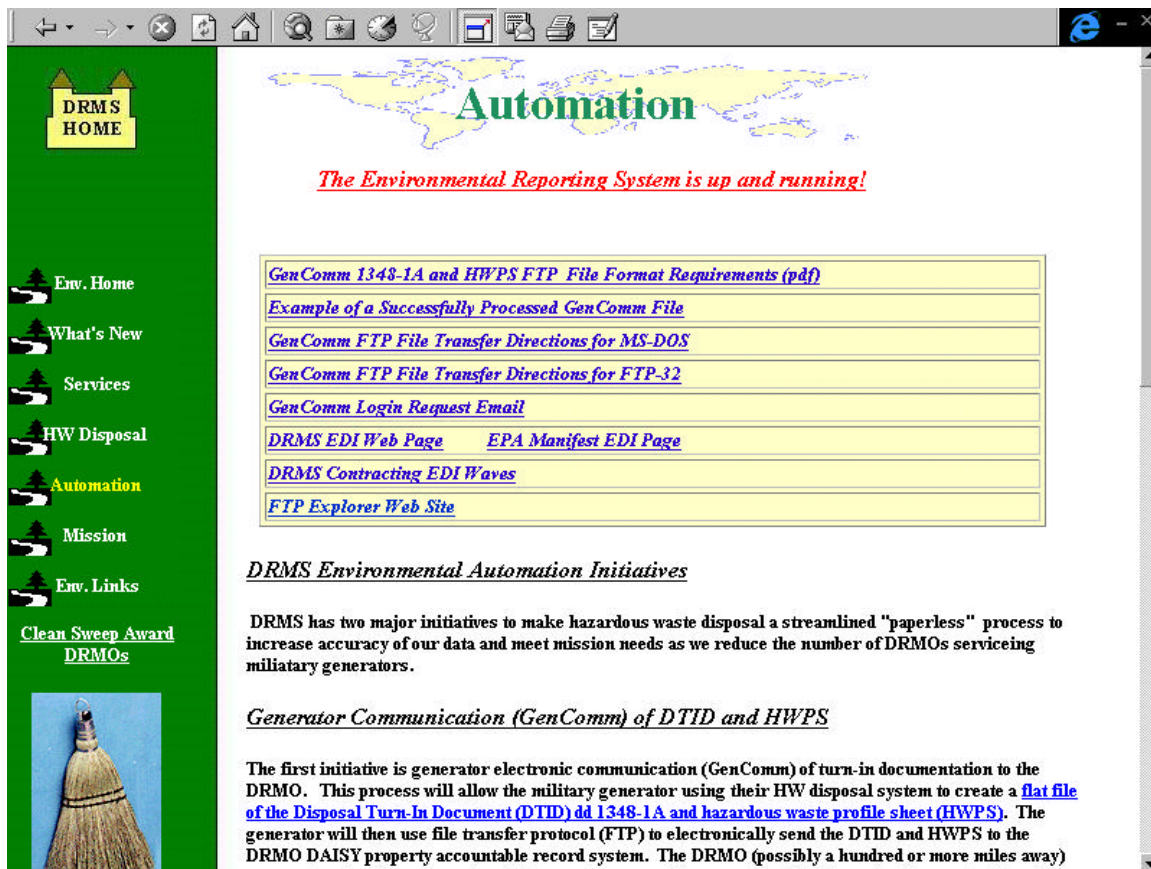 DRMS
HOME
Automation
The Environmental Reporting System is up and running!
Env. Home
What's New
Services
HW Disposal
Automation
Mission
Env. Links
Clean Sweep Award
DRMOs
GenComm 1348-1A and HWPS FTP File Format Requirements (pdf)
Example of a Successfully Processed GenComm File
GenComm FTP File Transfer Directions for MS-DOS
GenComm FTP File Transfer Directions for FTP-32
GenComm Login Request Email
DRMS EDI Web Page EPA Manifest EDI Page
DRMS Contracting EDI Waves
FTP Explorer Web Site
DRMS Environmental Automation Initiatives
DRMS has two major initiatives to make hazardous waste disposal a streamlined "paperless" process to
increase accuracy of our data and meet mission needs as we reduce the number of DRMOs serviceing
miliatary generators.
Generator Communication (GenComm) of DTID and HWPS
The first initiative is generator electronic communication (GenComm) of turn-in documentation to the
DRMO. This process will allow the military generator using their HW disposal system to create a flat file
of the Disposal Turn-In Document (DTID) dd 1348-1A and hazardous waste profile sheet (HWPS). The
generator will then use file transfer protocol (FTP) to electronically send the DTID and HWPS to the
DRMO DAISY property accountable record system. The DRMO (possibly a hundred or more miles away)